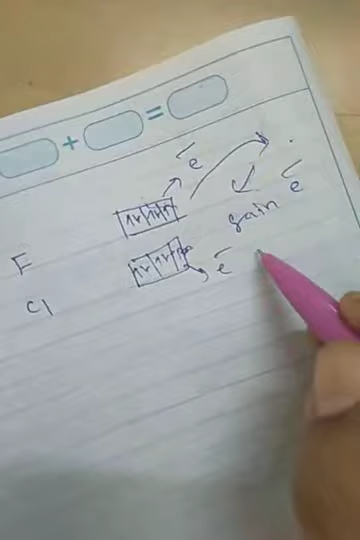 + =
e⁻
gain e⁻
F
e⁻
Cl